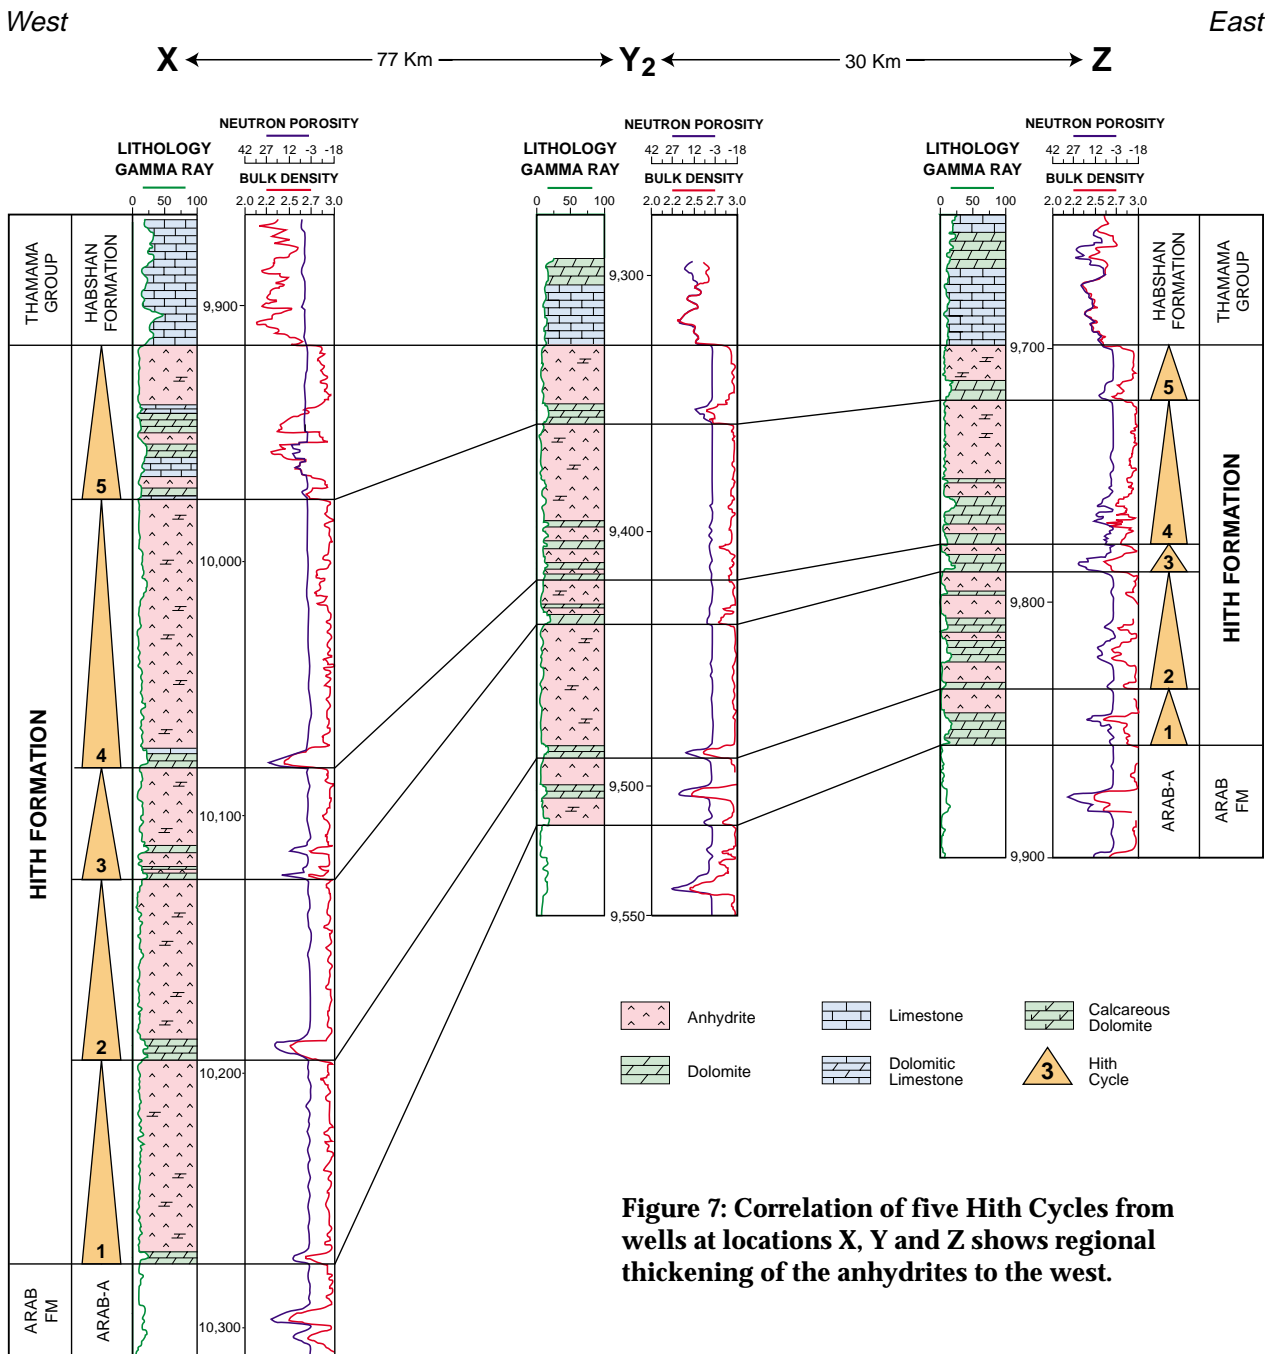 West
East
X
77 Km
Y2
30 Km
Z
NEUTRON POROSITY
42 27 12 -3 -18
LITHOLOGY
GAMMA RAY
BULK DENSITY
0 50 100
2.0 2.2 2.5 2.7 3.0
NEUTRON POROSITY
42 27 12 -3 -18
LITHOLOGY
GAMMA RAY
BULK DENSITY
0 50 100
2.0 2.2 2.5 2.7 3.0
NEUTRON POROSITY
42 27 12 -3 -18
LITHOLOGY
GAMMA RAY
BULK DENSITY
0 50 100
2.0 2.2 2.5 2.7 3.0
THAMAMA
GROUP
HABSHAN
FORMATION
9,900
10,000
10,100
10,200
10,300
HITH FORMATION
5
4
3
2
1
ARAB
FM
ARAB-A
9,300
9,400
9,500
9,550
9,700
9,800
9,900
HABSHAN
FORMATION
THAMAMA
GROUP
5
4
3
2
1
HITH FORMATION
ARAB-A
ARAB
FM
Anhydrite
Limestone
Calcareous
Dolomite
Dolomite
Dolomitic
Limestone
3
Hith
Cycle
Figure 7: Correlation of five Hith Cycles from
wells at locations X, Y and Z shows regional
thickening of the anhydrites to the west.